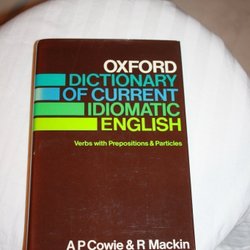 OXFORD
DICTIONARY
OF CURRENT
IDIOMATIC
ENGLISH
Verbs with Prepositions & Particles
A P Cowie & R Mackin